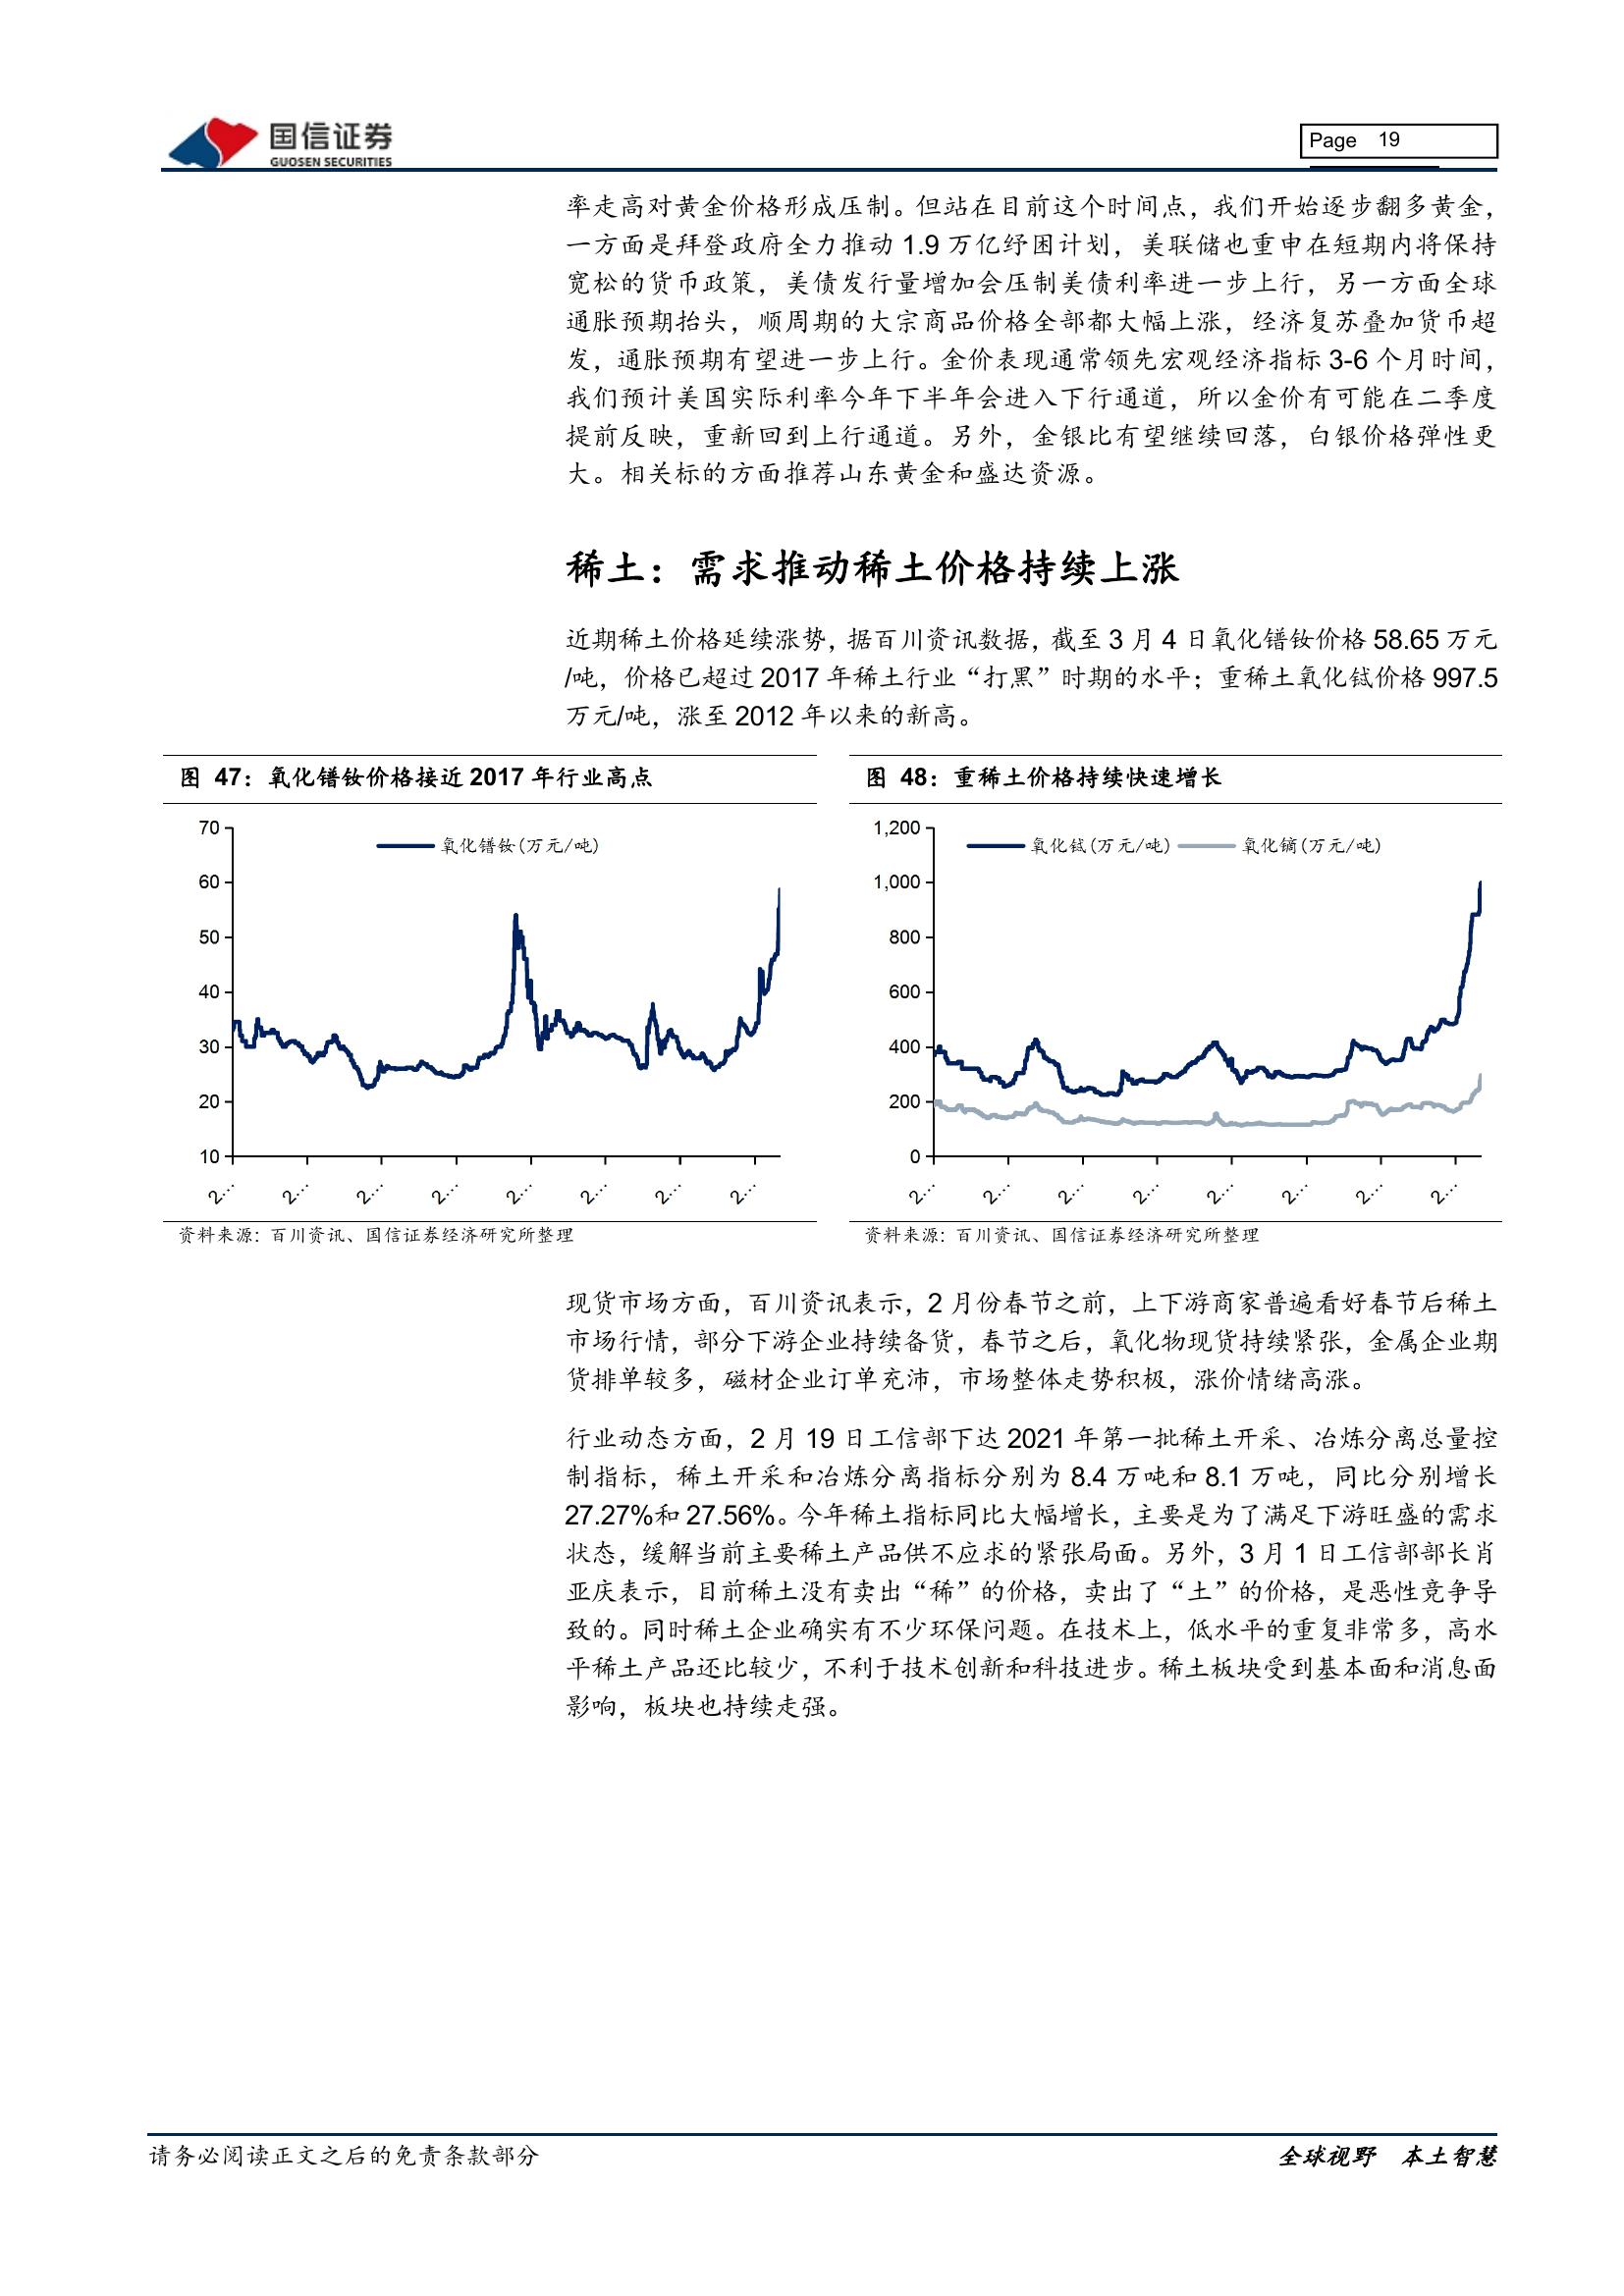 国信证券
GUOSEN SECURITIES
Page 19
率走高对黄金价格形成压制。但站在目前这个时间点，我们开始逐步翻多黄金，
一方面是拜登政府全力推动 1.9 万亿纾困计划，美联储也重申在短期内将保持
宽松的货币政策，美债发行量增加会压制美债利率进一步上行，另一方面全球
通胀预期抬头，顺周期的大宗商品价格全部都大幅上涨，经济复苏叠加货币超
发，通胀预期有望进一步上行。金价表现通常领先宏观经济指标 3-6 个月时间，
我们预计美国实际利率今年下半年会进入下行通道，所以金价有可能在二季度
提前反映，重新回到上行通道。另外，金银比有望继续回落，白银价格弹性更
大。相关标的方面推荐山东黄金和盛达资源。
稀土：需求推动稀土价格持续上涨
近期稀土价格延续涨势，据百川资讯数据，截至 3 月 4 日氧化镨钕价格 58.65 万元
/吨，价格已超过 2017 年稀土行业“打黑”时期的水平；重稀土氧化铽价格 997.5
万元/吨，涨至 2012 年以来的新高。
图 47：氧化镨钕价格接近 2017 年行业高点
70
60
50
40
30
20
10
氧化镨钕(万元/吨)
2… 2… 2… 2… 2… 2… 2… 2…
资料来源: 百川资讯、国信证券经济研究所整理
图 48：重稀土价格持续快速增长
1,200
1,000
800
600
400
200
0
氧化铽(万元/吨) 氧化镝(万元/吨)
2… 2… 2… 2… 2… 2… 2… 2…
资料来源: 百川资讯、国信证券经济研究所整理
现货市场方面，百川资讯表示，2 月份春节之前，上下游商家普遍看好春节后稀土
市场行情，部分下游企业持续备货，春节之后，氧化物现货持续紧张，金属企业期
货排单较多，磁材企业订单充沛，市场整体走势积极，涨价情绪高涨。
行业动态方面，2 月 19 日工信部下达 2021 年第一批稀土开采、冶炼分离总量控
制指标，稀土开采和冶炼分离指标分别为 8.4 万吨和 8.1 万吨，同比分别增长
27.27%和 27.56%。今年稀土指标同比大幅增长，主要是为了满足下游旺盛的需求
状态，缓解当前主要稀土产品供不应求的紧张局面。另外，3 月 1 日工信部部长肖
亚庆表示，目前稀土没有卖出“稀”的价格，卖出了“土”的价格，是恶性竞争导
致的。同时稀土企业确实有不少环保问题。在技术上，低水平的重复非常多，高水
平稀土产品还比较少，不利于技术创新和科技进步。稀土板块受到基本面和消息面
影响，板块也持续走强。
请务必阅读正文之后的免责条款部分
全球视野 本土智慧